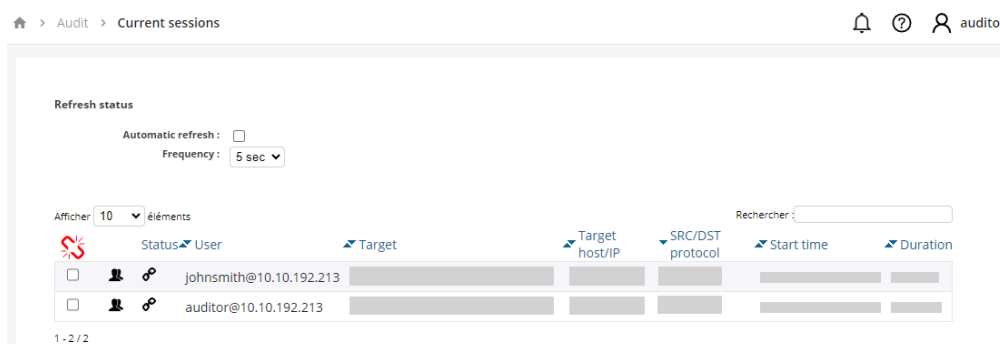 Audit > Current sessions
audito
Refresh status
Automatic refresh :
Frequency : 5 sec
Afficher 10 éléments
Rechercher :
Status User Target Target host/IP SRC/DST protocol Start time Duration
johnsmith@10.10.192.213
auditor@10.10.192.213
1 - 2 / 2